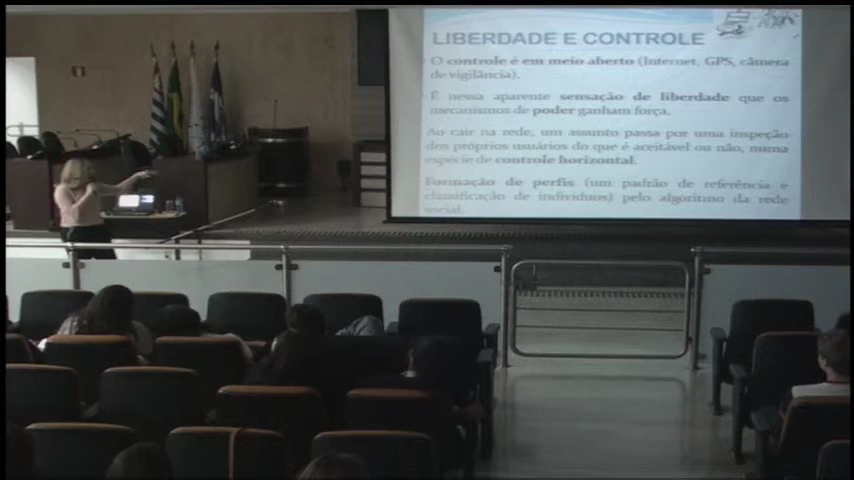 LIBERDADE E CONTROLE
O controle é em meio aberto (Internet, GPS, câmera
de vigilância).
É nessa aparente sensação de liberdade que os
mecanismos de poder ganham força.
Ao cair na rede, um assunto passa por uma inspeção
dos próprios usuários do que é aceitável ou não, numa
espécie de controle horizontal.
Formação de perfis (um padrão de referência e
classificação de indivíduos) pelo algoritmo da rede
social.